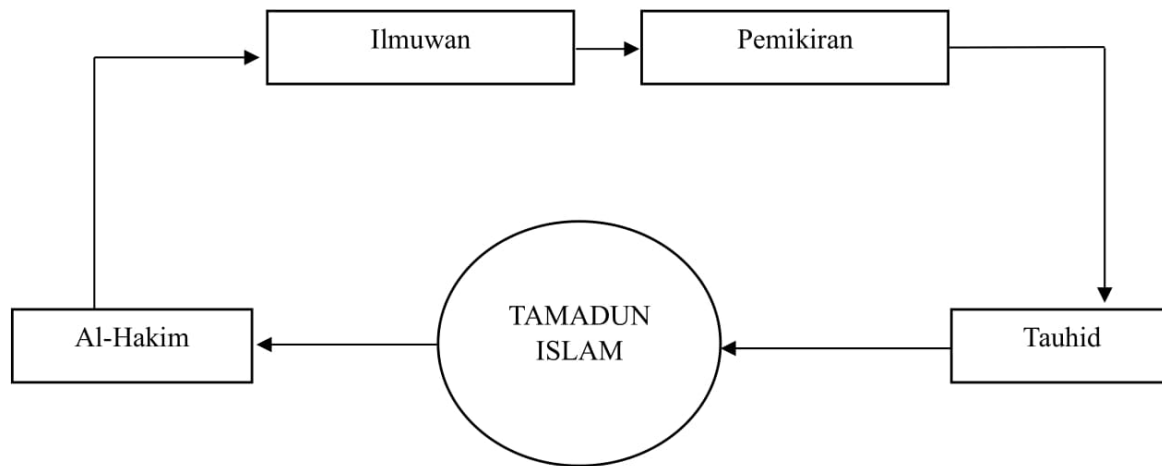 Ilmuwan
Pemikiran
TAMADUN
ISLAM
Al-Hakim
Tauhid